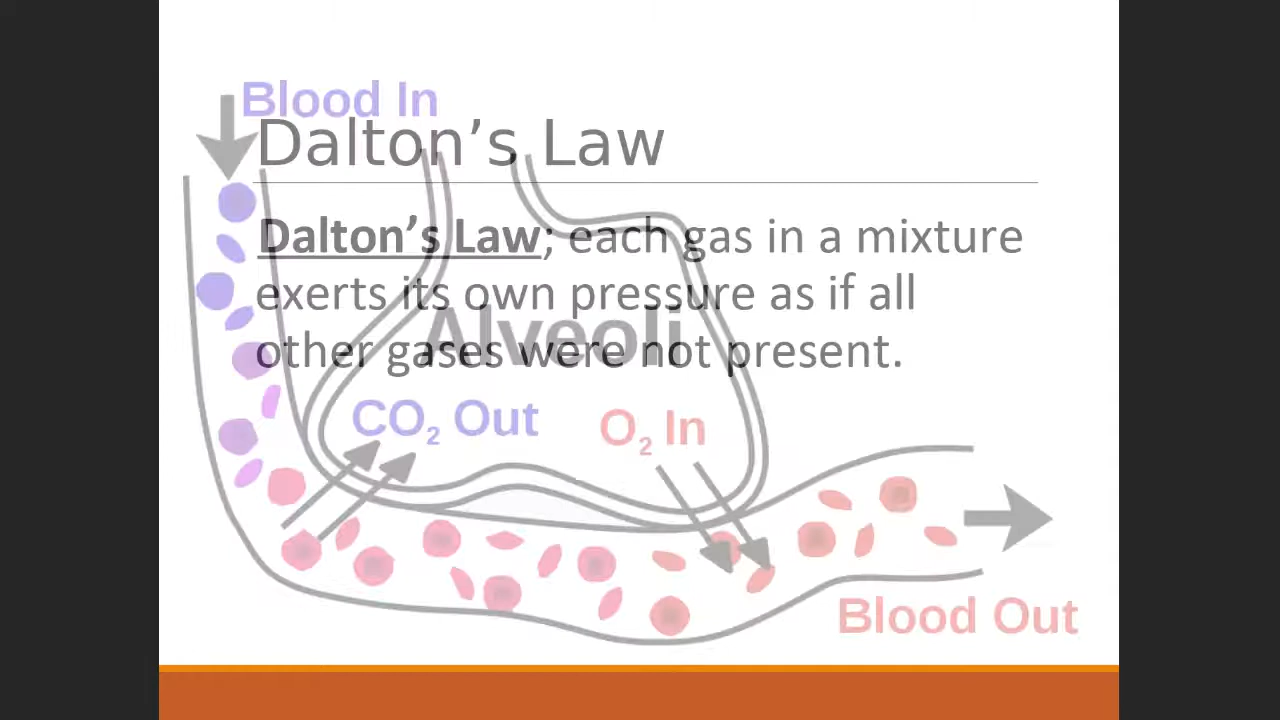 Blood In
Dalton’s Law
Dalton’s Law; each gas in a mixture
exerts its own pressure as if all
Alveoli
other gases were not present.
CO₂ Out
O₂ In
Blood Out